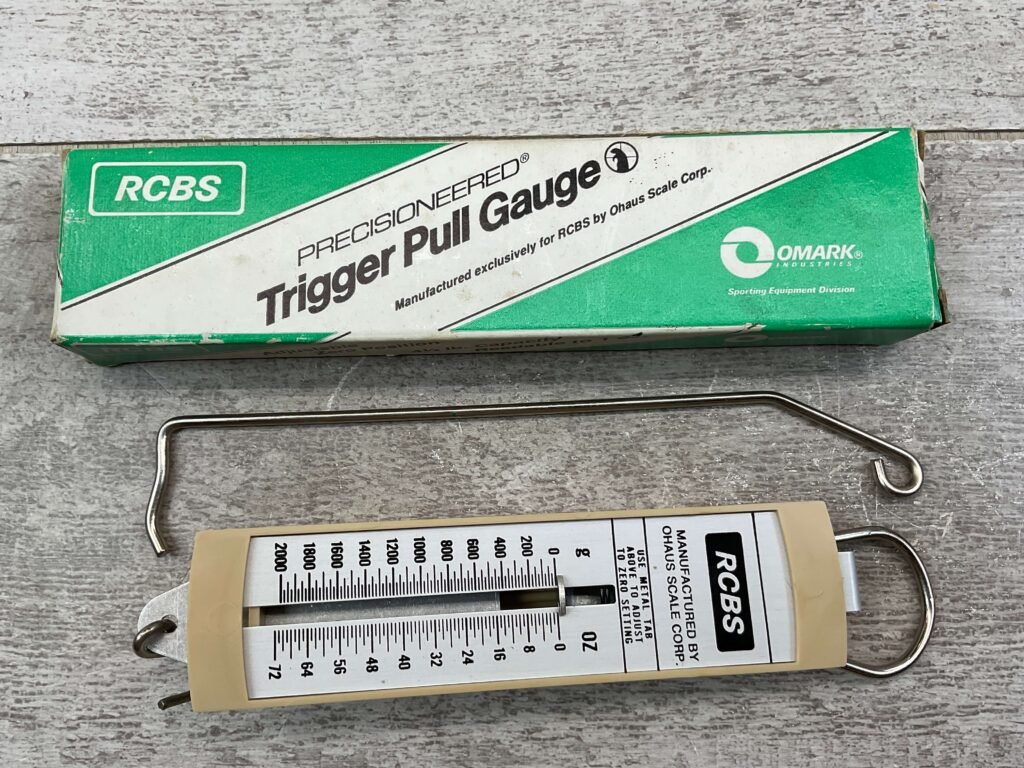 RCBS
PRECISIONEERED®
Trigger Pull Gauge
Manufactured exclusively for RCBS by Ohaus Scale Corp.
OMARK®
INDUSTRIES
Sporting Equipment Division
2000 1800 1600 1400 1200 1000 800 600 400 200 0 g
72 64 56 48 40 32 24 16 8 0 OZ
USE METAL TAB
ABOVE TO ADJUST
TO ZERO SETTING
MANUFACTURED BY
OHAUS SCALE CORP.
RCBS